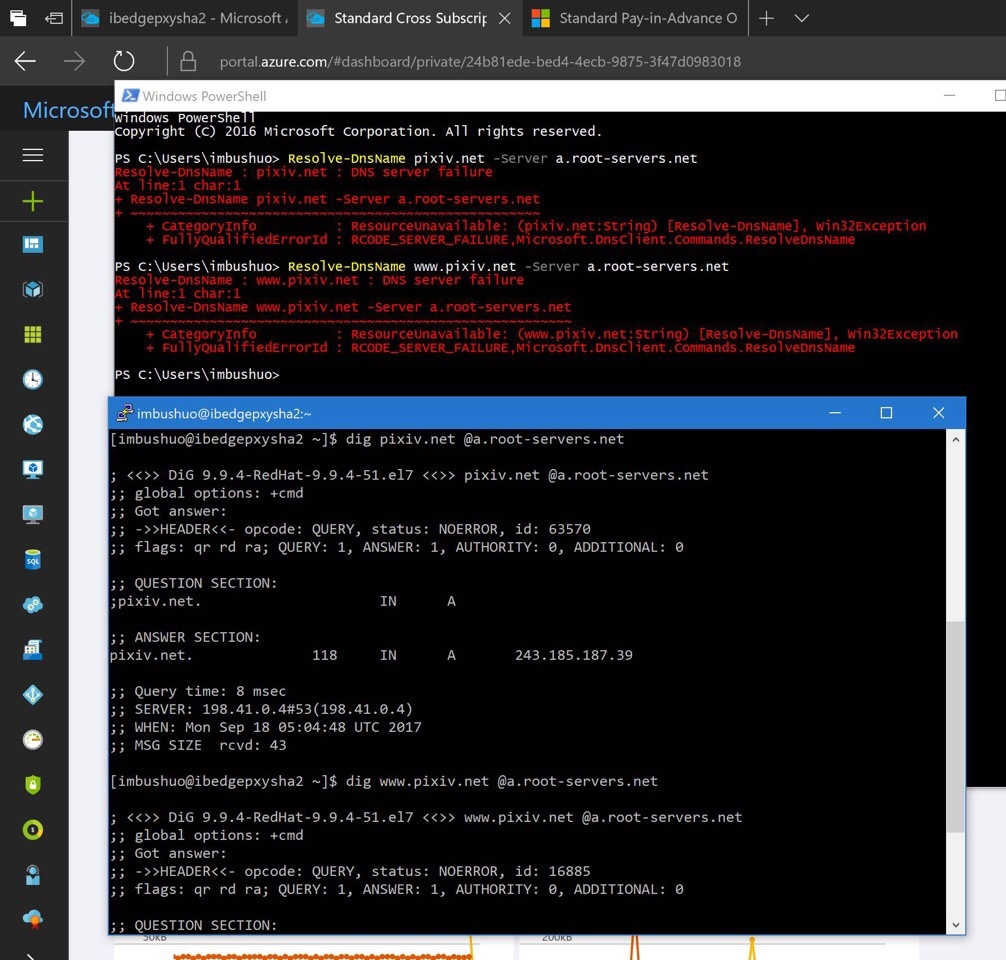 ibedgepxysha2 - Microsoft A
Standard Cross Subscrip
Standard Pay-in-Advance O
portal.azure.com/#dashboard/private/24b81ede-bed4-4ecb-9875-3f47d0983018
Microsoft
Windows PowerShell
Windows PowerShell
Copyright (C) 2016 Microsoft Corporation. All rights reserved.
PS C:\Users\imbushuo> Resolve-DnsName pixiv.net -Server a.root-servers.net
Resolve-DnsName : pixiv.net : DNS server failure
At line:1 char:1
+ Resolve-DnsName pixiv.net -Server a.root-servers.net
+ ~~~~~~~~~~~~~~~~~~~~~~~~~~~~~~~~~~~~~~~~~~~~~~~~~~~~
+ CategoryInfo : ResourceUnavailable: (pixiv.net:String) [Resolve-DnsName], Win32Exception
+ FullyQualifiedErrorId : RCODE_SERVER_FAILURE,Microsoft.DnsClient.Commands.ResolveDnsName
PS C:\Users\imbushuo> Resolve-DnsName www.pixiv.net -Server a.root-servers.net
Resolve-DnsName : www.pixiv.net : DNS server failure
At line:1 char:1
+ Resolve-DnsName www.pixiv.net -Server a.root-servers.net
+ ~~~~~~~~~~~~~~~~~~~~~~~~~~~~~~~~~~~~~~~~~~~~~~~~~~~~~~~~
+ CategoryInfo : ResourceUnavailable: (www.pixiv.net:String) [Resolve-DnsName], Win32Exception
+ FullyQualifiedErrorId : RCODE_SERVER_FAILURE,Microsoft.DnsClient.Commands.ResolveDnsName
PS C:\Users\imbushuo>
imbushuo@ibedgepxysha2:~
[imbushuo@ibedgepxysha2 ~]$ dig pixiv.net @a.root-servers.net
; <<>> DiG 9.9.4-RedHat-9.9.4-51.el7 <<>> pixiv.net @a.root-servers.net
;; global options: +cmd
;; Got answer:
;; ->>HEADER<<- opcode: QUERY, status: NOERROR, id: 63570
;; flags: qr rd ra; QUERY: 1, ANSWER: 1, AUTHORITY: 0, ADDITIONAL: 0
;; QUESTION SECTION:
;pixiv.net. IN A
;; ANSWER SECTION:
pixiv.net. 118 IN A 243.185.187.39
;; Query time: 8 msec
;; SERVER: 198.41.0.4#53(198.41.0.4)
;; WHEN: Mon Sep 18 05:04:48 UTC 2017
;; MSG SIZE rcvd: 43
[imbushuo@ibedgepxysha2 ~]$ dig www.pixiv.net @a.root-servers.net
; <<>> DiG 9.9.4-RedHat-9.9.4-51.el7 <<>> www.pixiv.net @a.root-servers.net
;; global options: +cmd
;; Got answer:
;; ->>HEADER<<- opcode: QUERY, status: NOERROR, id: 16885
;; flags: qr rd ra; QUERY: 1, ANSWER: 1, AUTHORITY: 0, ADDITIONAL: 0
;; QUESTION SECTION:
50kB
200kB
SQL